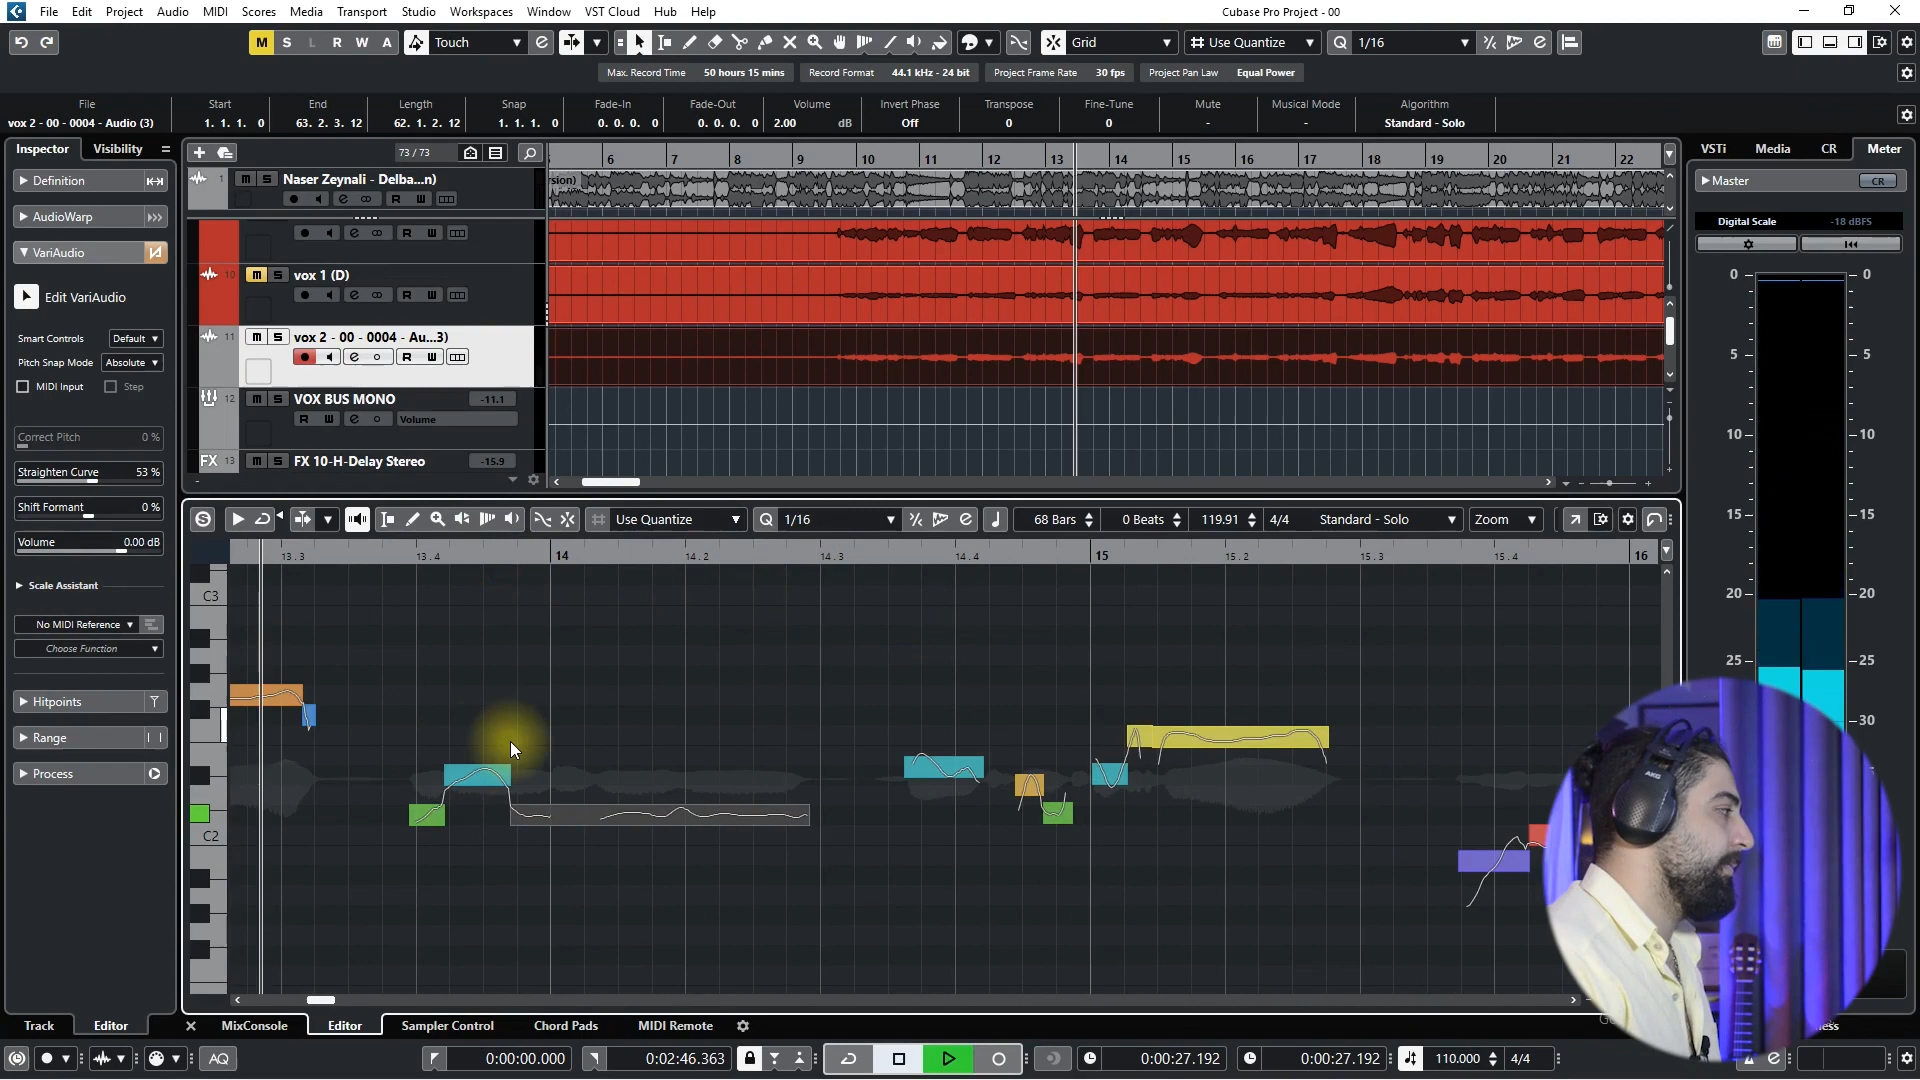 File Edit Project Audio MIDI Scores Media Transport Studio Workspaces Window VST Cloud Hub Help
Cubase Pro Project - 00
M S L R W A Touch Grid Use Quantize 1/16
Max. Record Time 50 hours 15 mins Record Format 44.1 kHz - 24 bit Project Frame Rate 30 fps Project Pan Law Equal Power
File Start End Length Snap Fade-In Fade-Out Volume Invert Phase Transpose Fine-Tune Mute Musical Mode Algorithm
vox 2 - 00 - 0004 - Audio (3) 1. 1. 1. 0 63. 2. 3. 12 62. 1. 2. 12 1. 1. 1. 0 0. 0. 0. 0 0. 0. 0. 0 2.00 dB Off 0 0 - - Standard - Solo
Inspector Visibility
Definition
AudioWarp
VariAudio
Edit VariAudio
Smart Controls Default
Pitch Snap Mode Absolute
MIDI Input Step
Correct Pitch 0 %
Straighten Curve 53 %
Shift Formant 0 %
Volume 0.00 dB
Scale Assistant
No MIDI Reference
Choose Function
Hitpoints
Range
Process
Track Editor
73 / 73
6 7 8 9 10 11 12 13 14 15 16 17 18 19 20 21 22
1 m S Naser Zeynali - Delba...n)
R W
R W
10 m S vox 1 (D)
R W
11 m S vox 2 - 00 - 0004 - Au...3)
R W
12 m S VOX BUS MONO -11.1
R W Volume
FX 13 m S FX 10-H-Delay Stereo -15.9
VSTi Media CR Meter
Master CR
Digital Scale -18 dBFS
0 0
5 5
10 10
15 15
20 20
25 25
30 30
Use Quantize 1/16 68 Bars 0 Beats 119.91 4/4 Standard - Solo Zoom
13.3 13.4 14 14.2 14.3 14.4 15 15.2 15.3 15.4 16
C3
C2
MixConsole Editor Sampler Control Chord Pads MIDI Remote
AQ 0:00:00.000 0:02:46.363 0:00:27.192 0:00:27.192 110.000 4/4
AKG